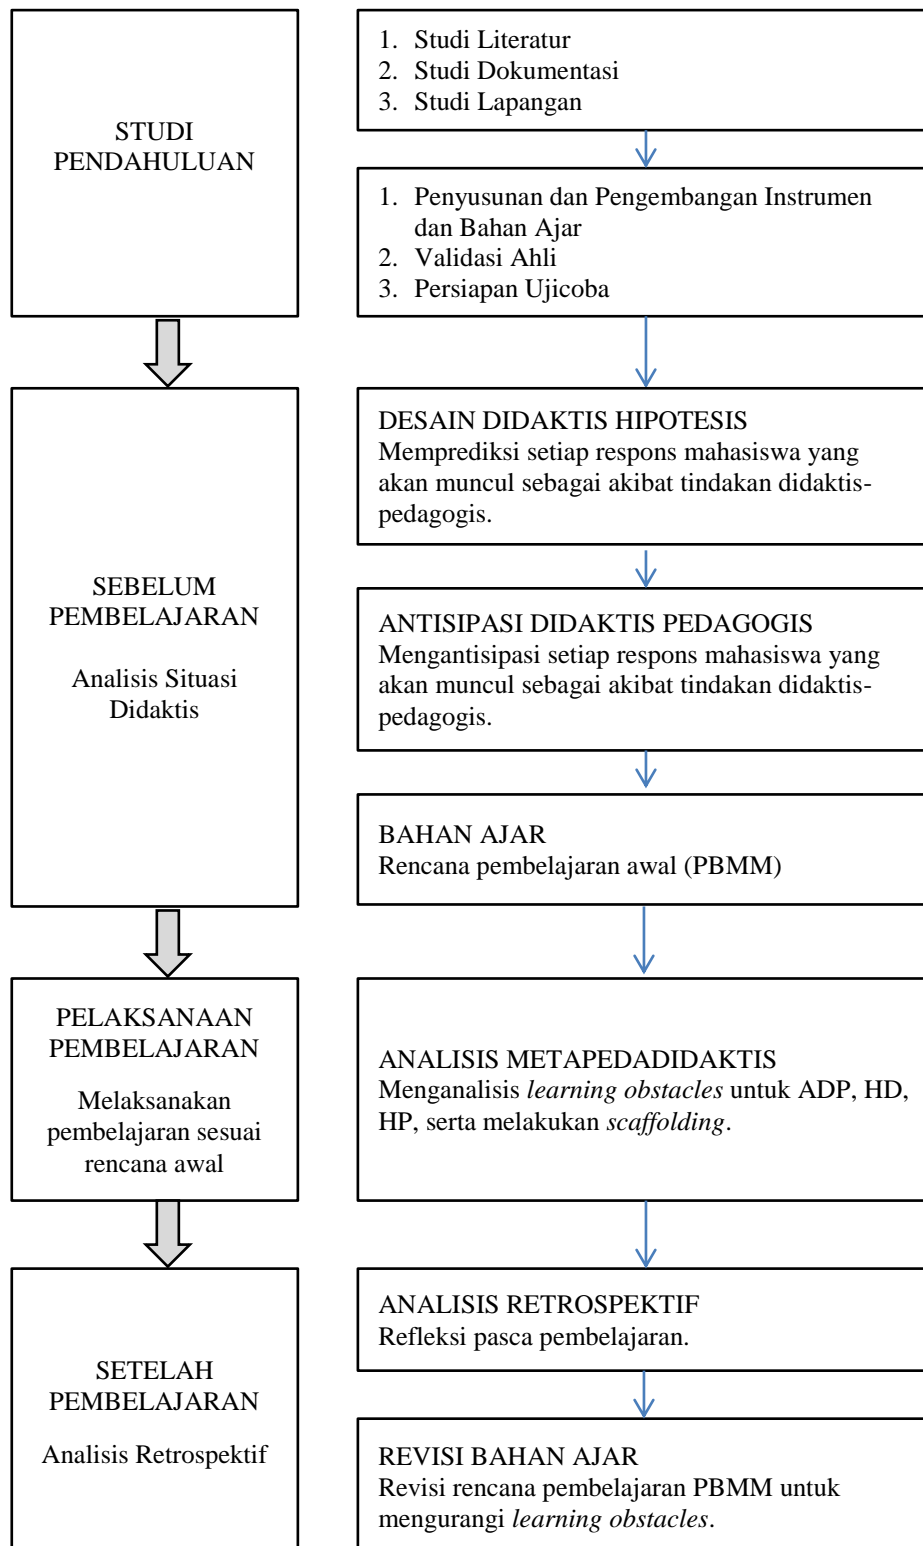 STUDI
PENDAHULUAN
1. Studi Literatur
2. Studi Dokumentasi
3. Studi Lapangan
1. Penyusunan dan Pengembangan Instrumen
dan Bahan Ajar
2. Validasi Ahli
3. Persiapan Ujicoba
SEBELUM
PEMBELAJARAN
Analisis Situasi
Didaktis
DESAIN DIDAKTIS HIPOTESIS
Memprediksi setiap respons mahasiswa yang
akan muncul sebagai akibat tindakan didaktis-
pedagogis.
ANTISIPASI DIDAKTIS PEDAGOGIS
Mengantisipasi setiap respons mahasiswa yang
akan muncul sebagai akibat tindakan didaktis-
pedagogis.
BAHAN AJAR
Rencana pembelajaran awal (PBMM)
PELAKSANAAN
PEMBELAJARAN
Melaksanakan
pembelajaran sesuai
rencana awal
ANALISIS METAPEDADIDAKTIS
Menganalisis learning obstacles untuk ADP, HD,
HP, serta melakukan scaffolding.
SETELAH
PEMBELAJARAN
Analisis Retrospektif
ANALISIS RETROSPEKTIF
Refleksi pasca pembelajaran.
REVISI BAHAN AJAR
Revisi rencana pembelajaran PBMM untuk
mengurangi learning obstacles.